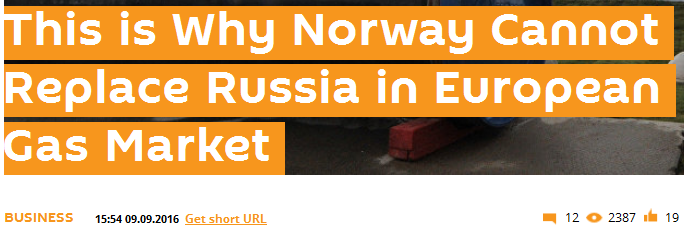 This is Why Norway Cannot
Replace Russia in European
Gas Market
BUSINESS 15:54 09.09.2016 Get short URL 12 2387 19